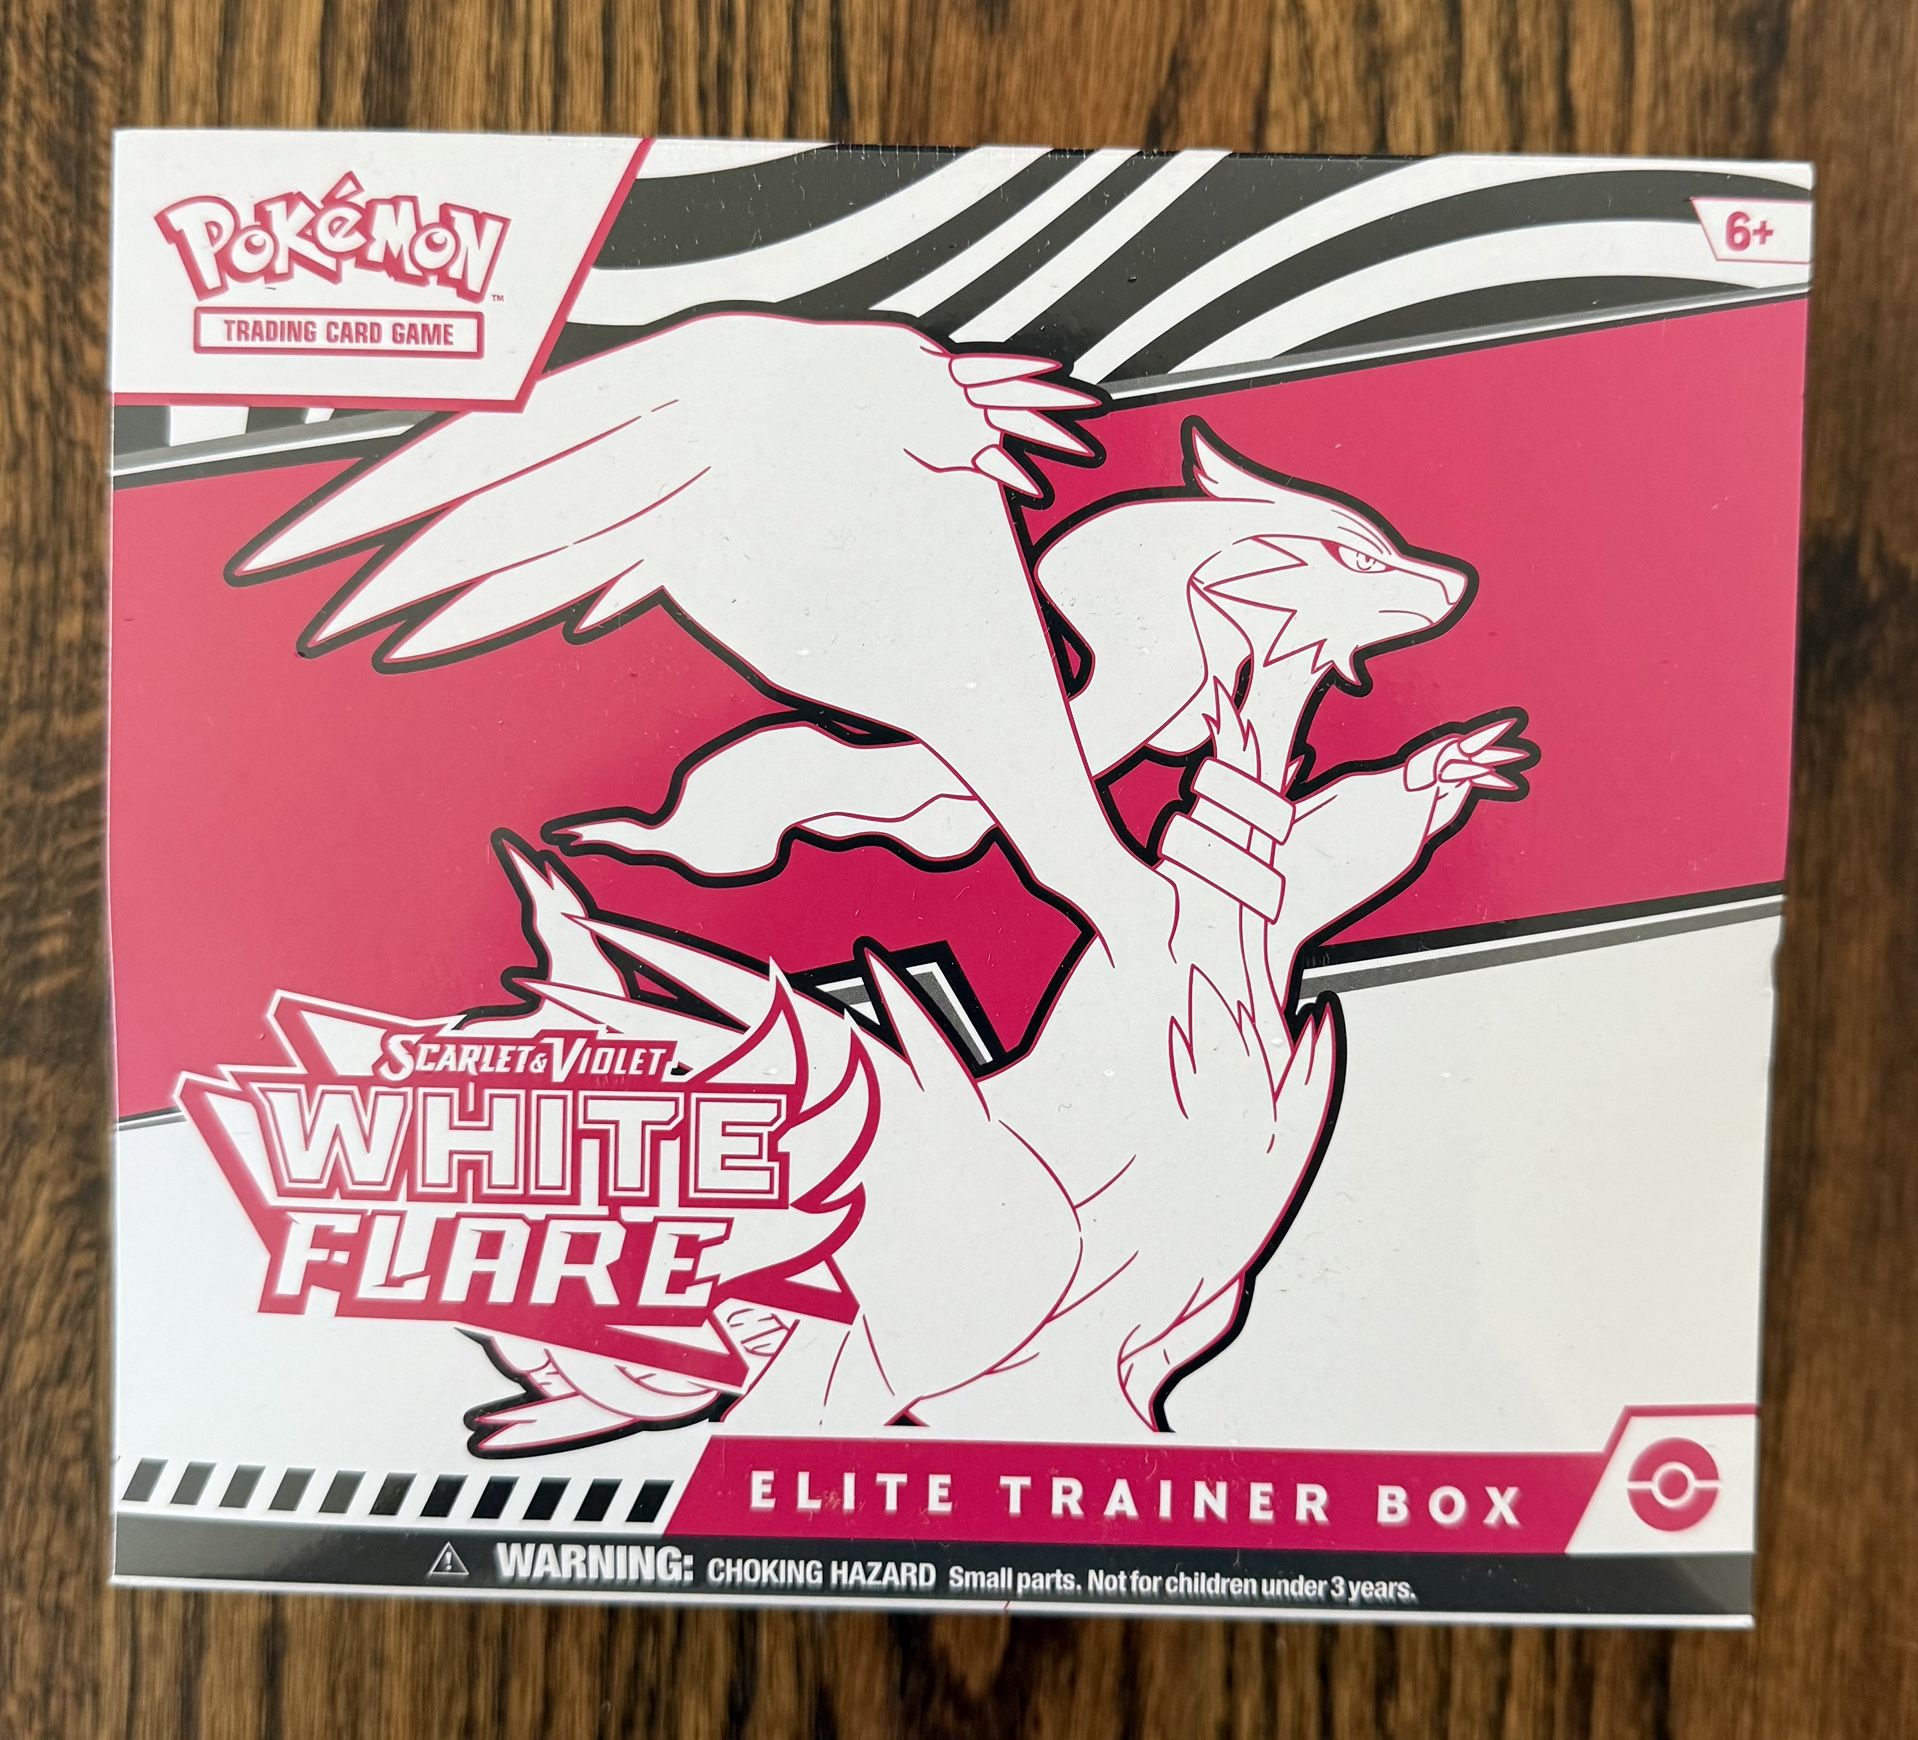 POKéMON™
TRADING CARD GAME
6+
SCARLET & VIOLET
WHITE
FLARE
ELITE TRAINER BOX
WARNING: CHOKING HAZARD Small parts. Not for children under 3 years.